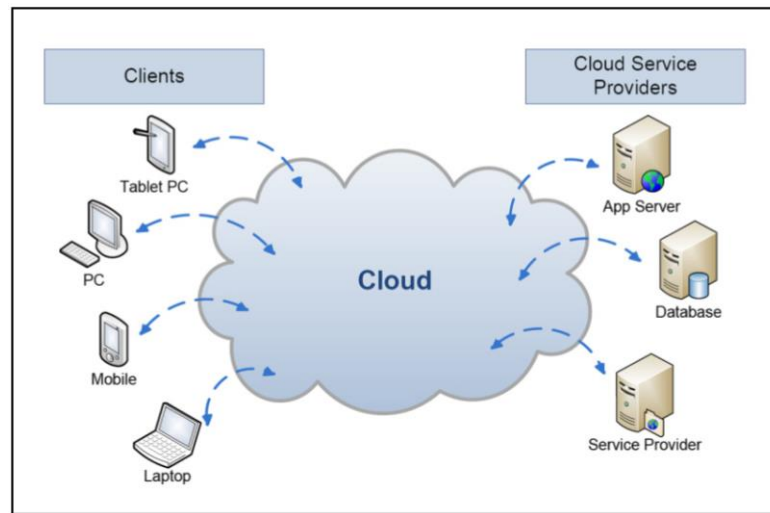 Clients
Cloud Service
Providers
Tablet PC
App Server
PC
Cloud
Database
Mobile
Service Provider
Laptop